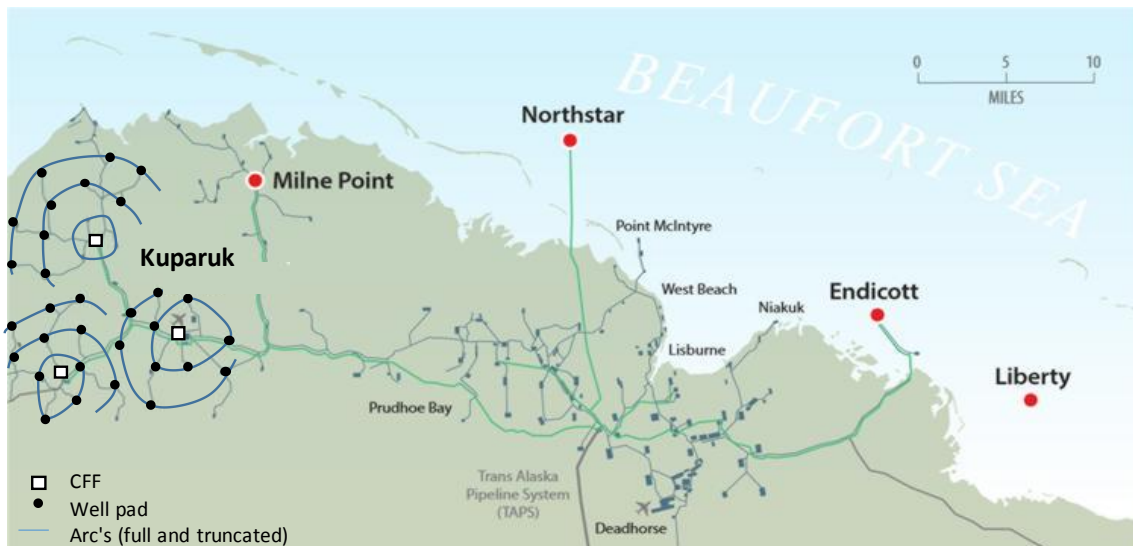 BEAUFORT SEA
0 5 10
MILES
Northstar
Milne Point
Point McIntyre
Kuparuk
West Beach
Niakuk
Endicott
Lisburne
Liberty
Prudhoe Bay
CFF
Well pad
Arc's (full and truncated)
Trans Alaska
Pipeline System
(TAPS)
Deadhorse